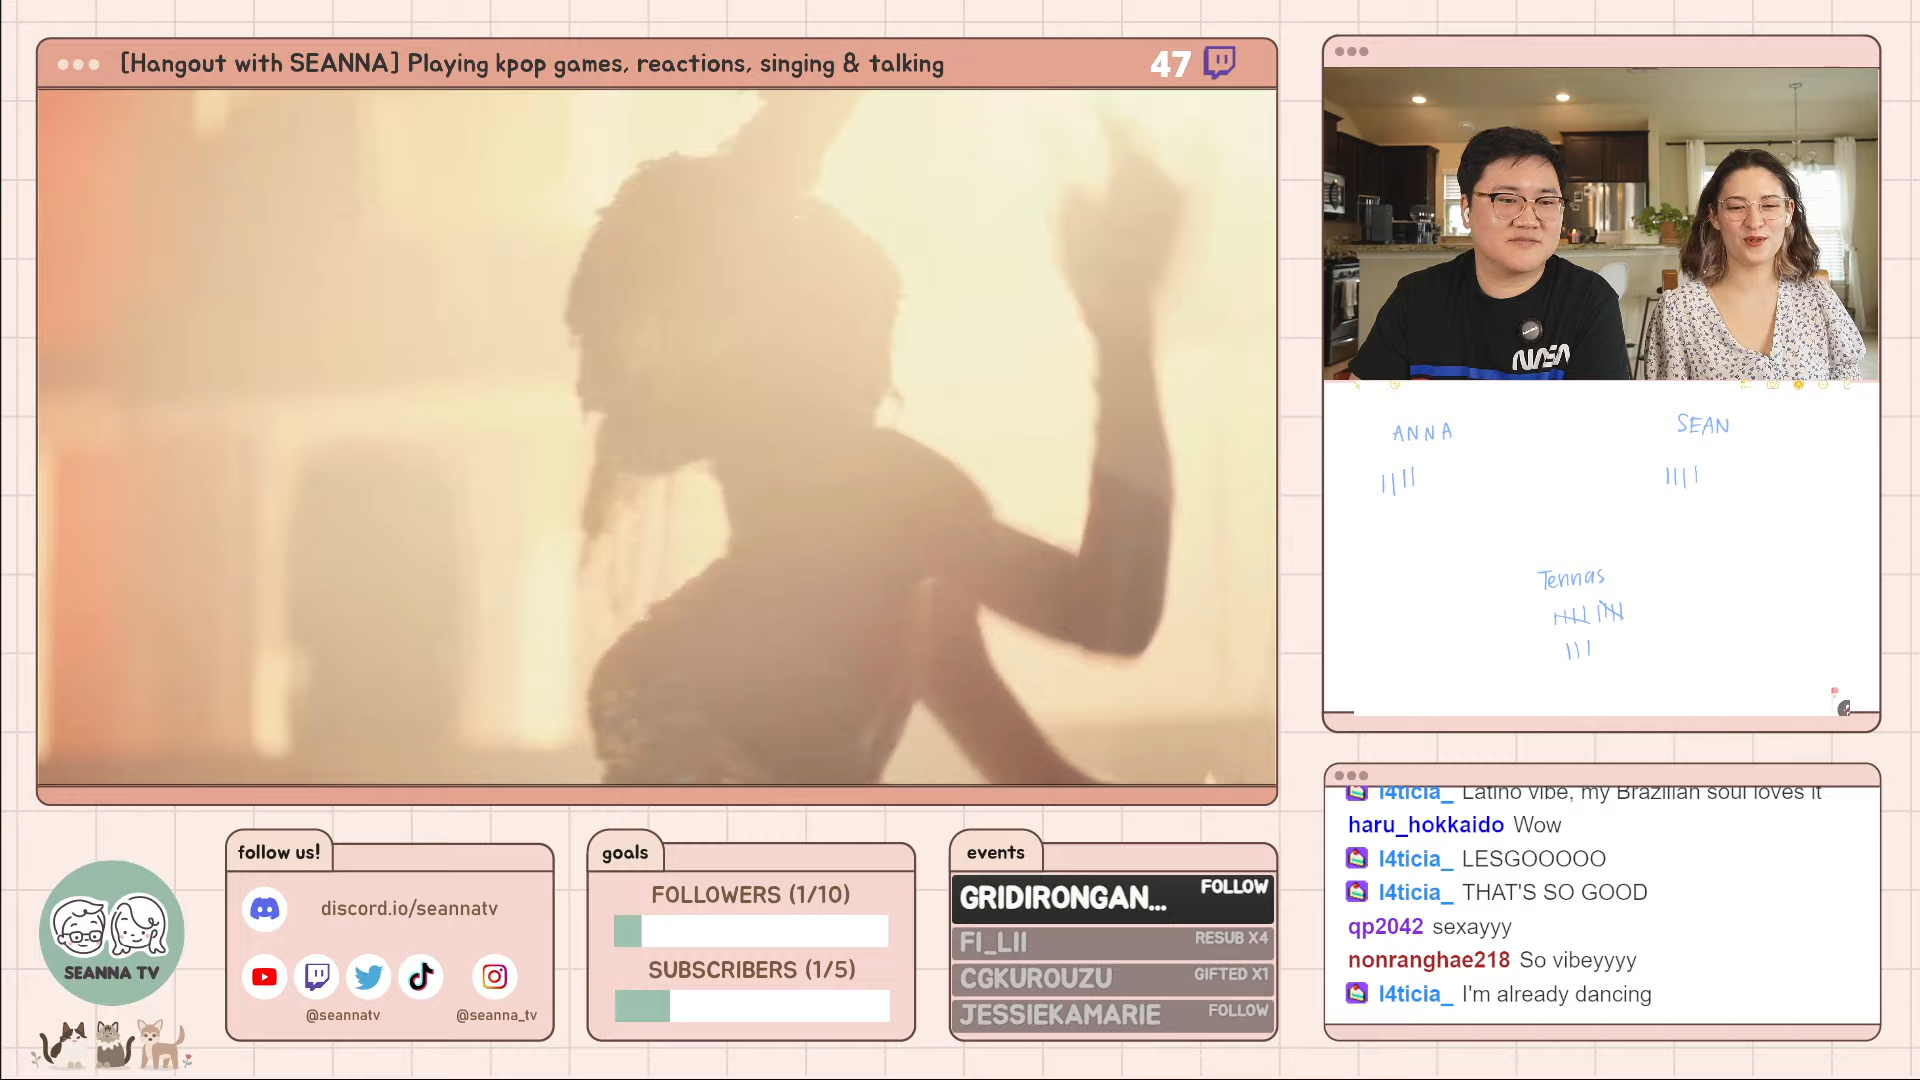 [Hangout with SEANNA] Playing kpop games, reactions, singing & talking
47
NASA
ANNA
SEAN
Tennas
l4ticia_ Latino vibe, my Brazilian soul loves it
haru_hokkaido Wow
l4ticia_ LESGOOOOO
l4ticia_ THAT'S SO GOOD
qp2042 sexayyy
nonranghae218 So vibeyyyy
l4ticia_ I'm already dancing
SEANNA TV
follow us!
discord.io/seannatv
@seannatv
@seanna_tv
goals
FOLLOWERS (1/10)
SUBSCRIBERS (1/5)
events
GRIDIRONGAN... FOLLOW
FI_LII RESUB X4
CGKUROUZU GIFTED X1
JESSIEKAMARIE FOLLOW